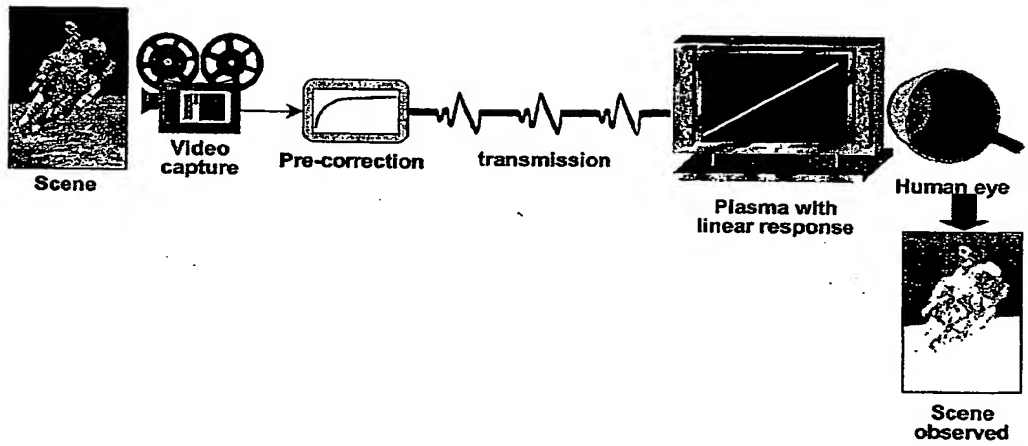 Scene
Video
capture
Pre-correction
transmission
Plasma with
linear response
Human eye
Scene
observed